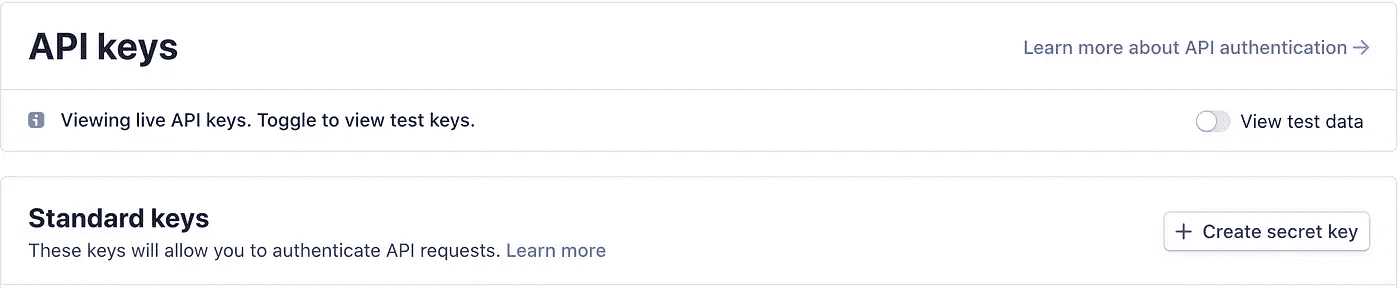 API keys
Learn more about API authentication →
Viewing live API keys. Toggle to view test keys.
View test data
Standard keys
These keys will allow you to authenticate API requests. Learn more
+ Create secret key